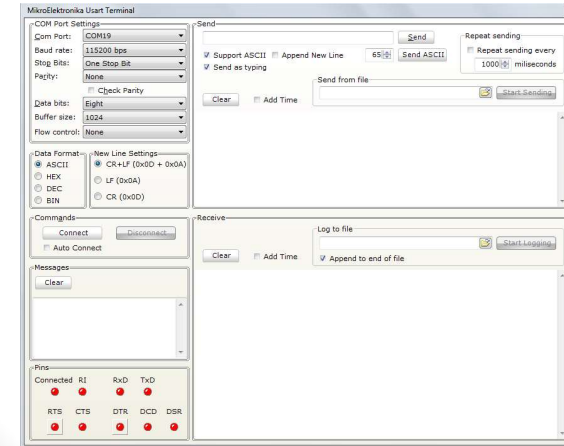 MikroElektronika Usart Terminal
COM Port Settings
Com Port: COM19
Baud rate: 115200 bps
Stop Bits: One Stop Bit
Parity: None
Check Parity
Data bits: Eight
Buffer size: 1024
Flow control: None
Data Format
ASCII
HEX
DEC
BIN
New Line Settings
CR+LF (0x0D + 0x0A)
LF (0x0A)
CR (0x0D)
Commands
Connect Disconnect
Auto Connect
Messages
Clear
Pins
Connected RI RxD TxD
RTS CTS DTR DCD DSR
Send
Send
Support ASCII Append New Line 65 Send ASCII
Send as typing
Repeat sending
Repeat sending every
1000 miliseconds
Send from file
Start Sending
Clear Add Time
Receive
Log to file
Start Logging
Clear Add Time Append to end of file